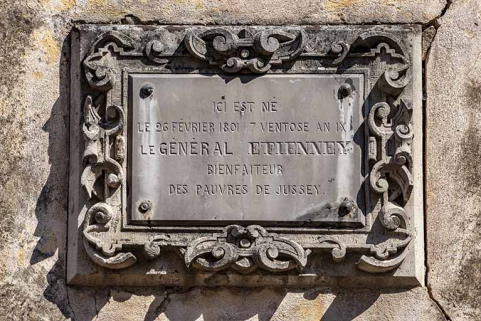 ICI EST NÉ
LE 26 FÉVRIER 1801 7 VENTOSE AN IX
LE GÉNÉRAL ETIENNEY
BIENFAITEUR
DES PAUVRES DE JUSSEY.